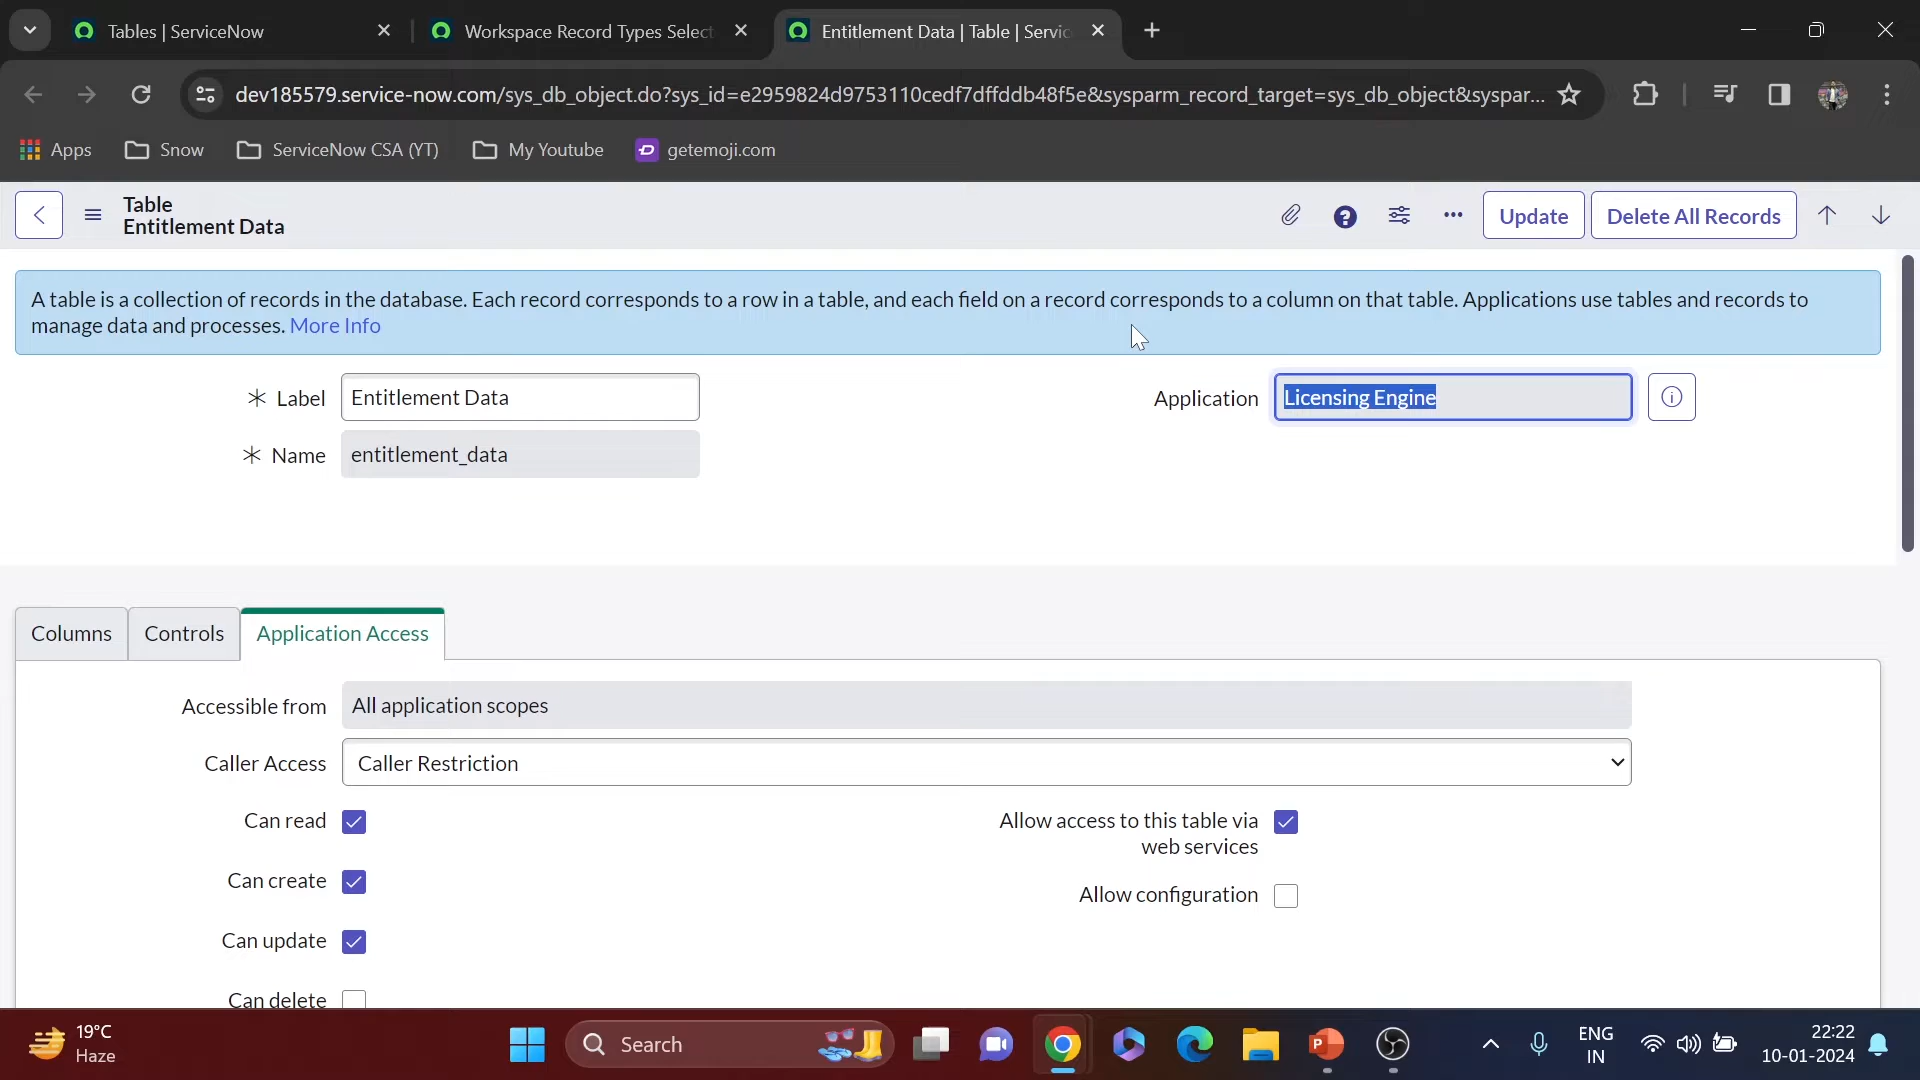 Tables | ServiceNow
Workspace Record Types Select
Entitlement Data | Table | Servic
dev185579.service-now.com/sys_db_object.do?sys_id=e2959824d9753110cedf7dffddb48f5e&sysparm_record_target=sys_db_object&syspar...
Apps
Snow
ServiceNow CSA (YT)
My Youtube
getemoji.com
Table
Entitlement Data
Update
Delete All Records
A table is a collection of records in the database. Each record corresponds to a row in a table, and each field on a record corresponds to a column on that table. Applications use tables and records to
manage data and processes. More Info
Label
Entitlement Data
Application
Licensing Engine
Name
entitlement_data
Columns
Controls
Application Access
Accessible from
All application scopes
Caller Access
Caller Restriction
Can read
Allow access to this table via
web services
Can create
Allow configuration
Can update
Can delete
19°C
Haze
Search
ENG
IN
22:22
10-01-2024